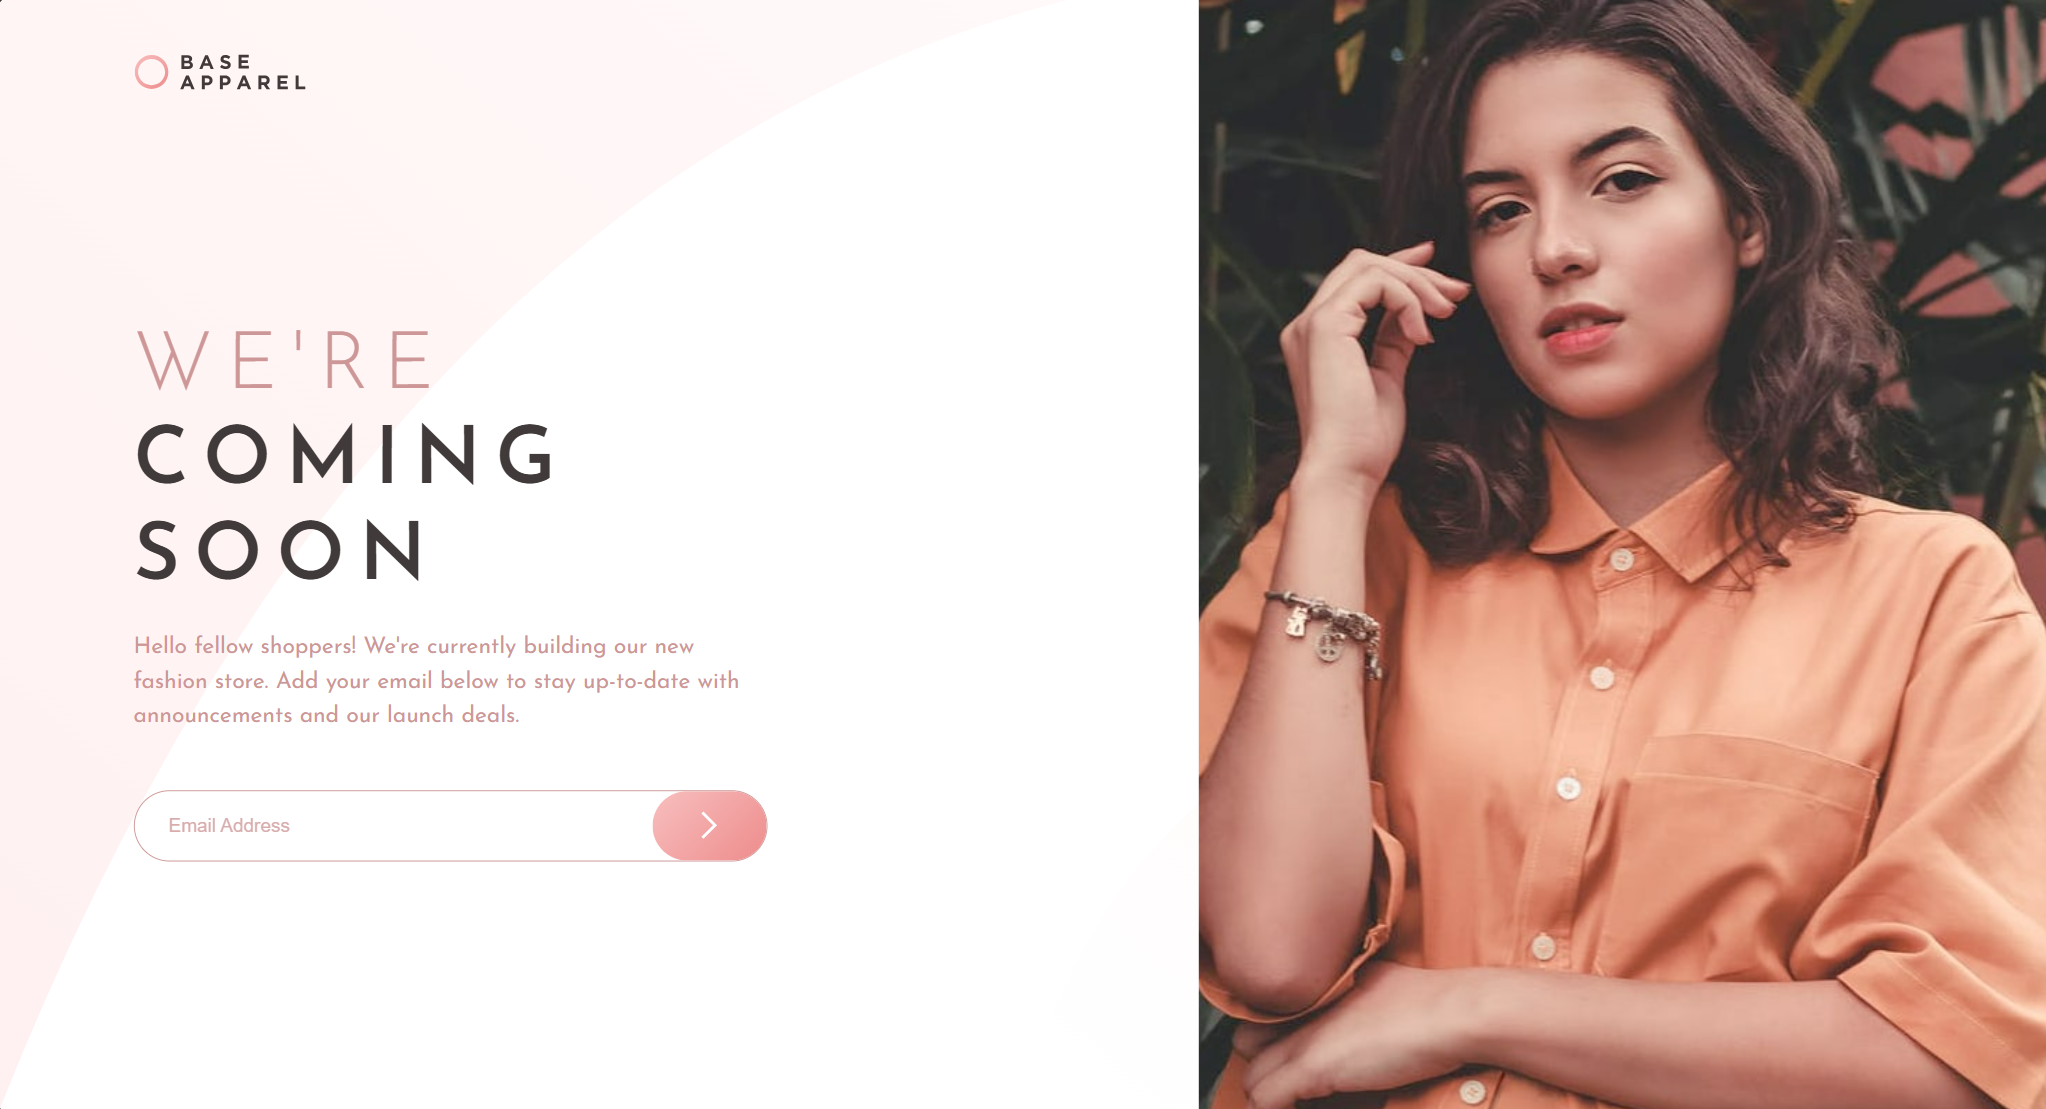 BASE
APPAREL
WE'RE
COMING
SOON
Hello fellow shoppers! We're currently building our new
fashion store. Add your email below to stay up-to-date with
announcements and our launch deals.
Email Address